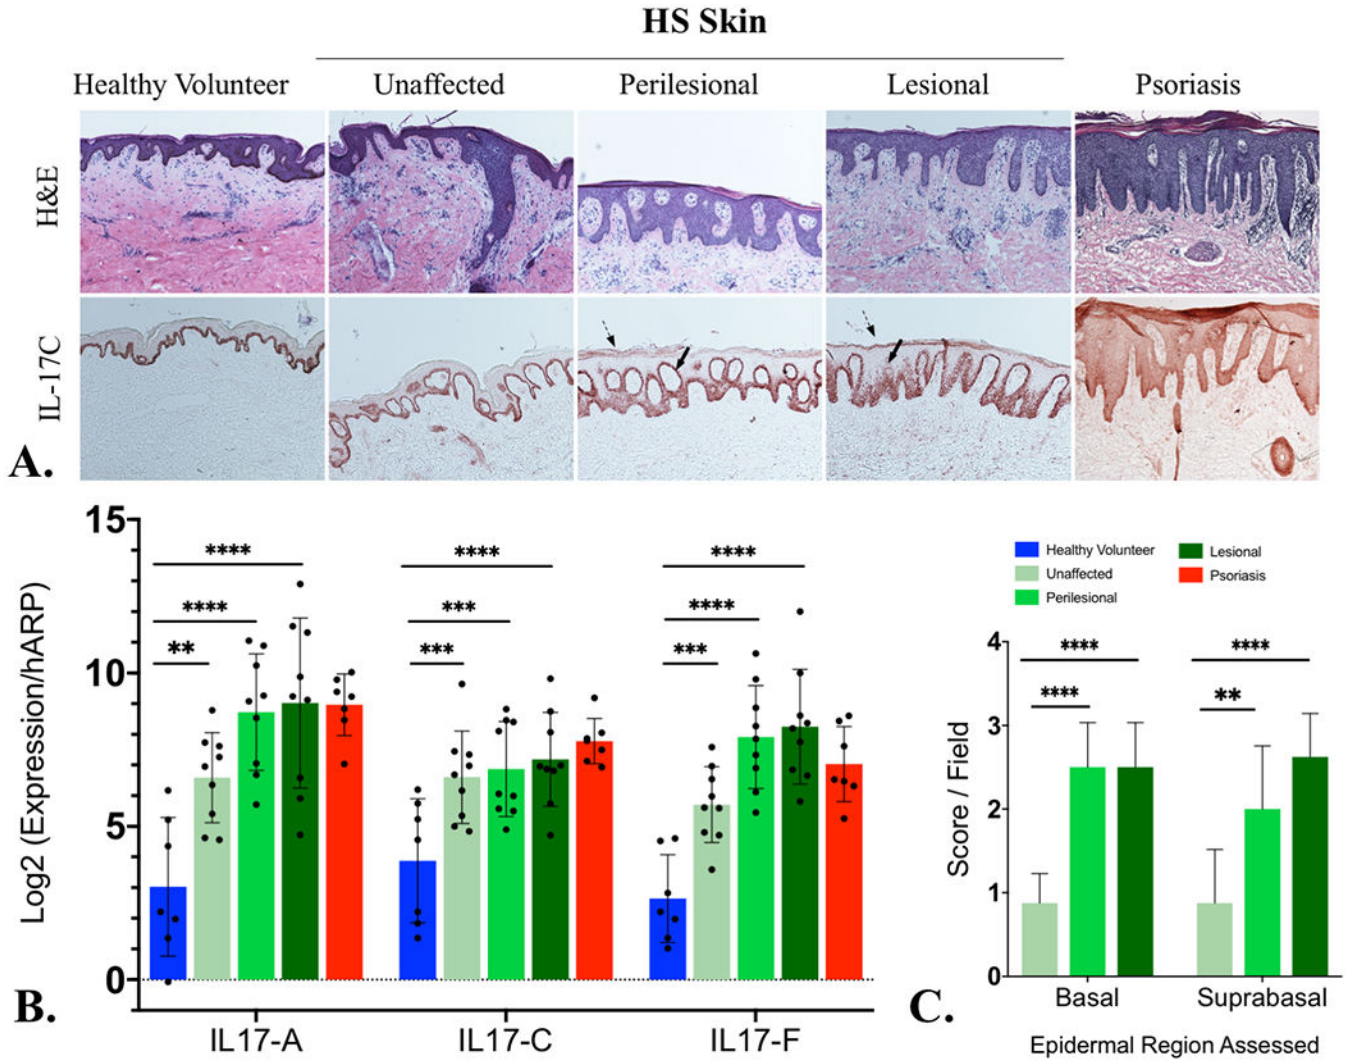 HS Skin
Healthy Volunteer Unaffected Perilesional Lesional Psoriasis
H&E
IL-17C
A.
Log2 (Expression/hARP)
15
10
5
0
**** **** ****
**** *** ****
** *** ***
IL17-A IL17-C IL17-F
B.
Healthy Volunteer
Unaffected
Perilesional
Lesional
Psoriasis
Score / Field
4
3
2
1
0
**** ****
**** **
Basal Suprabasal
Epidermal Region Assessed
C.